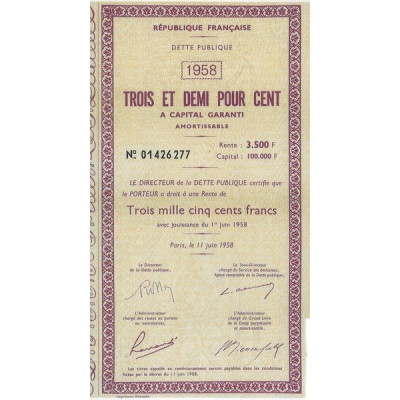 RÉPUBLIQUE FRANÇAISE
DETTE PUBLIQUE
1958
TROIS ET DEMI POUR CENT
A CAPITAL GARANTI
AMORTISSABLE
Rente : 3.500 F
Capital : 100.000 F
No 01426277
LE DIRECTEUR de la DETTE PUBLIQUE certifie que
le PORTEUR a droit à une Rente de
Trois mille cinq cents francs
avec jouissance du 1er juin 1958
Paris, le 11 juin 1958
Le Directeur
de la Dette publique,
Le Sous-Directeur
chargé du Service des émissions,
Agent comptable de la Dette publique,
L'Administrateur
chargé des rentes au porteur
ou amortissables,
L'Administrateur
chargé du Grand-Livre
de la Dette perpétuelle
et amortissable,
Les titres appelés au remboursement seront payables dans les conditions
fixées par le décret du 11 juin 1958.